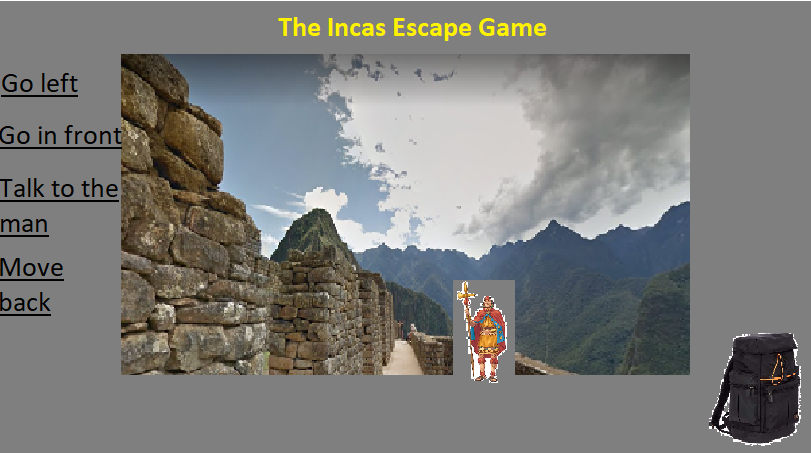 The Incas Escape Game
Go left
Go in front
Talk to the
man
Move
back